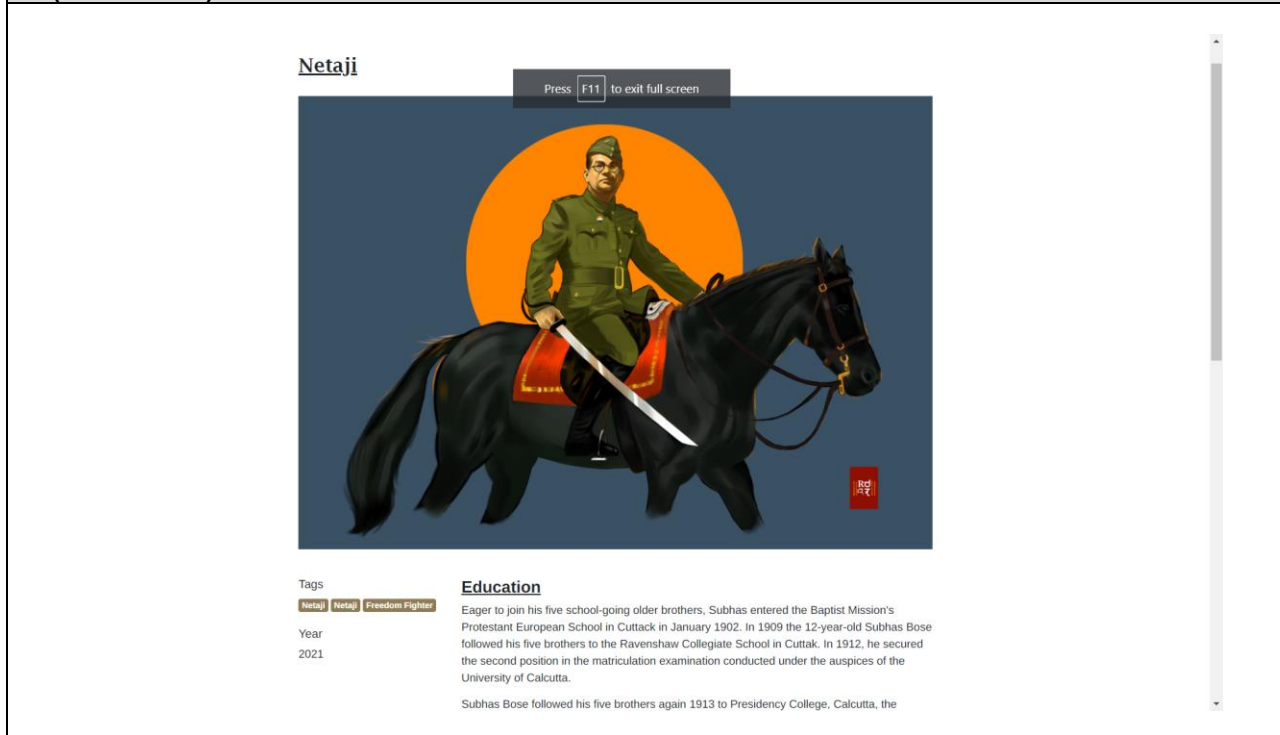 Netaji
Press F11 to exit full screen
Tags
Netaji Netaji Freedom Fighter
Year
2021
Education
Eager to join his five school-going older brothers, Subhas entered the Baptist Mission's
Protestant European School in Cuttack in January 1902. In 1909 the 12-year-old Subhas Bose
followed his five brothers to the Ravenshaw Collegiate School in Cuttak. In 1912, he secured
the second position in the matriculation examination conducted under the auspices of the
University of Calcutta.
Subhas Bose followed his five brothers again 1913 to Presidency College, Calcutta, the